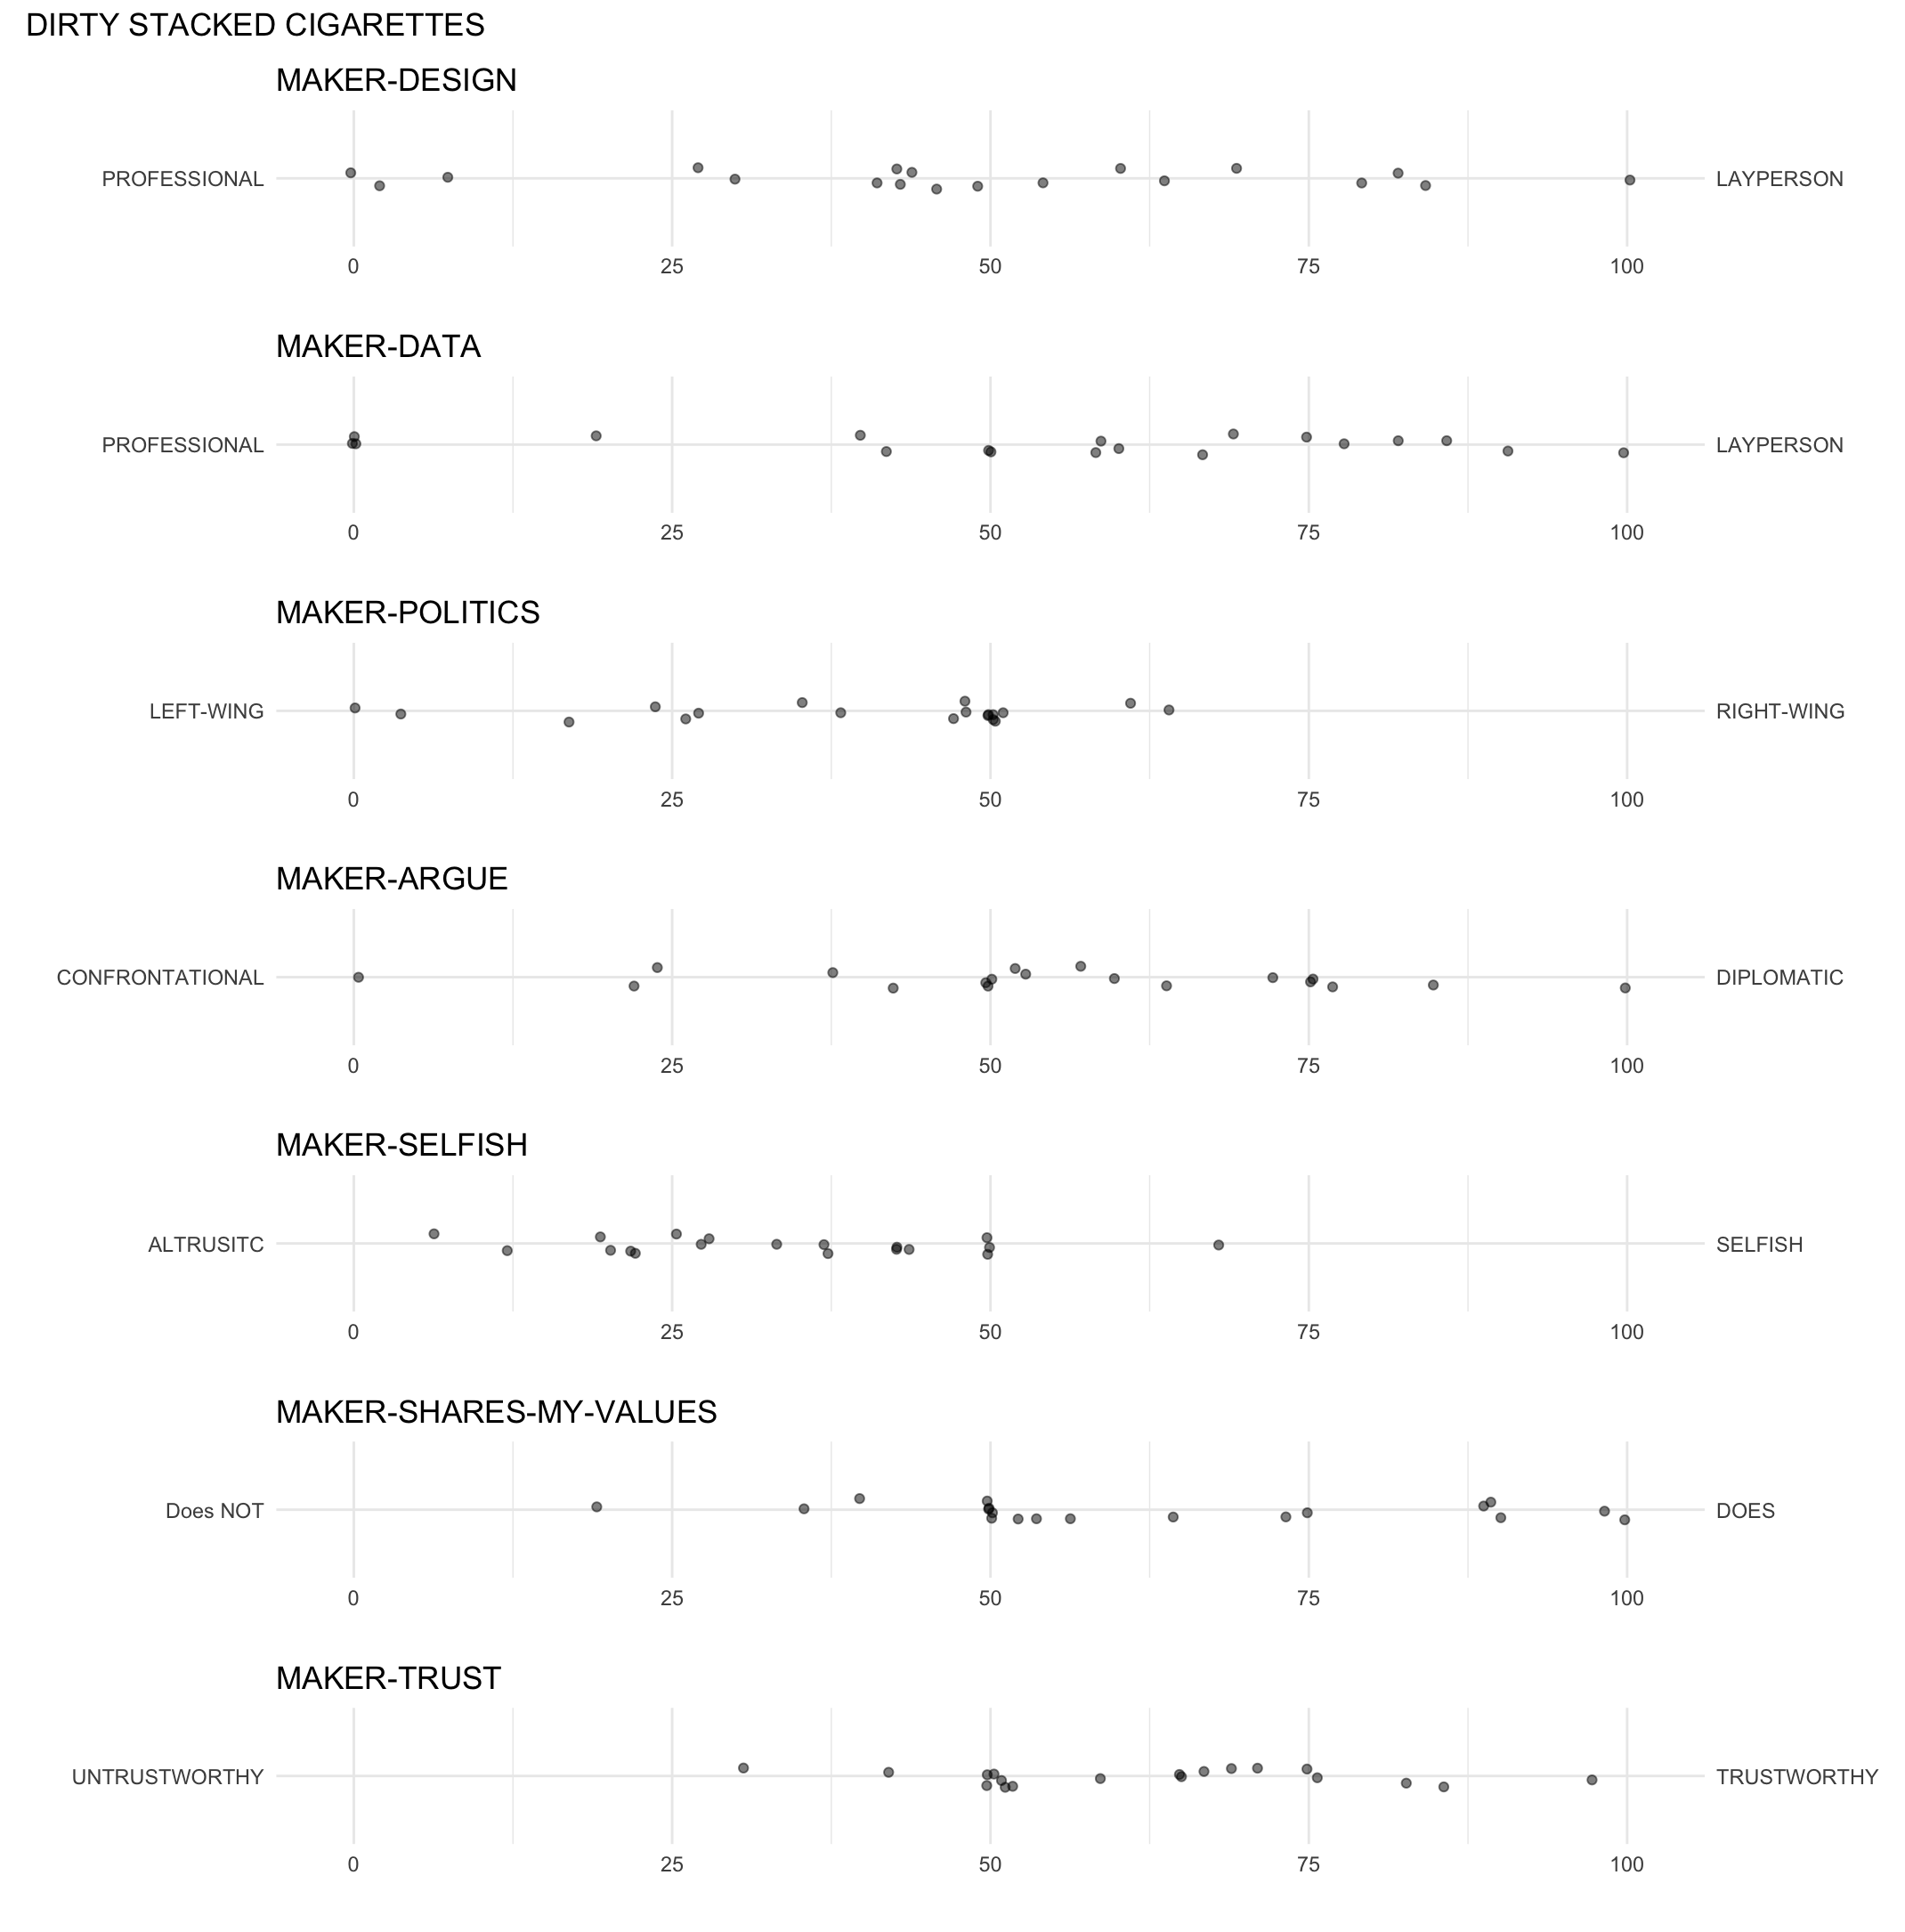 DIRTY STACKED CIGARETTES
MAKER-DESIGN
PROFESSIONAL LAYPERSON
0 25 50 75 100
MAKER-DATA
PROFESSIONAL LAYPERSON
0 25 50 75 100
MAKER-POLITICS
LEFT-WING RIGHT-WING
0 25 50 75 100
MAKER-ARGUE
CONFRONTATIONAL DIPLOMATIC
0 25 50 75 100
MAKER-SELFISH
ALTRUSITC SELFISH
0 25 50 75 100
MAKER-SHARES-MY-VALUES
Does NOT DOES
0 25 50 75 100
MAKER-TRUST
UNTRUSTWORTHY TRUSTWORTHY
0 25 50 75 100